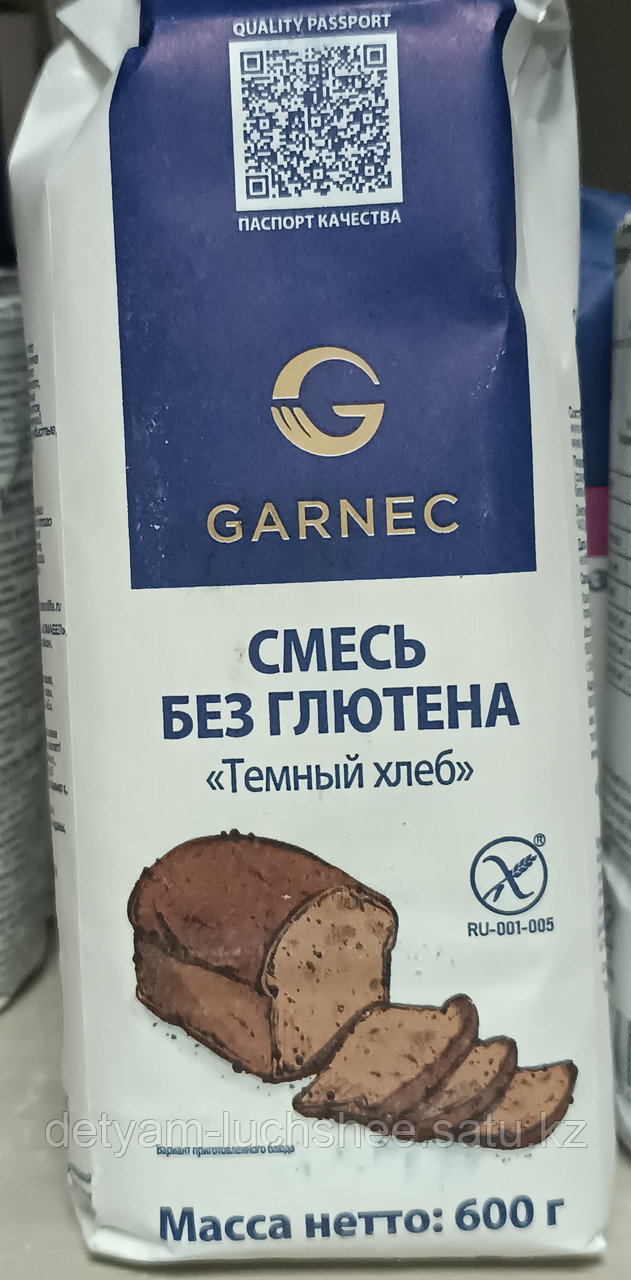 QUALITY PASSPORT
ПАСПОРТ КАЧЕСТВА
GARNEC
СМЕСЬ
БЕЗ ГЛЮТЕНА
«Темный хлеб»
®
RU-001-005
detyam-luchshee.satu.kz
Вариант приготовленного блюда
Масса нетто: 600 г